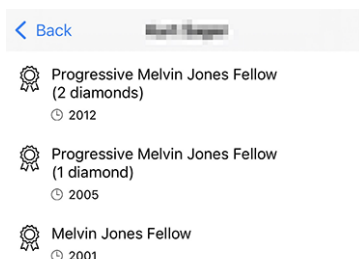 Back
Progressive Melvin Jones Fellow
(2 diamonds)
2012
Progressive Melvin Jones Fellow
(1 diamond)
2005
Melvin Jones Fellow
2001